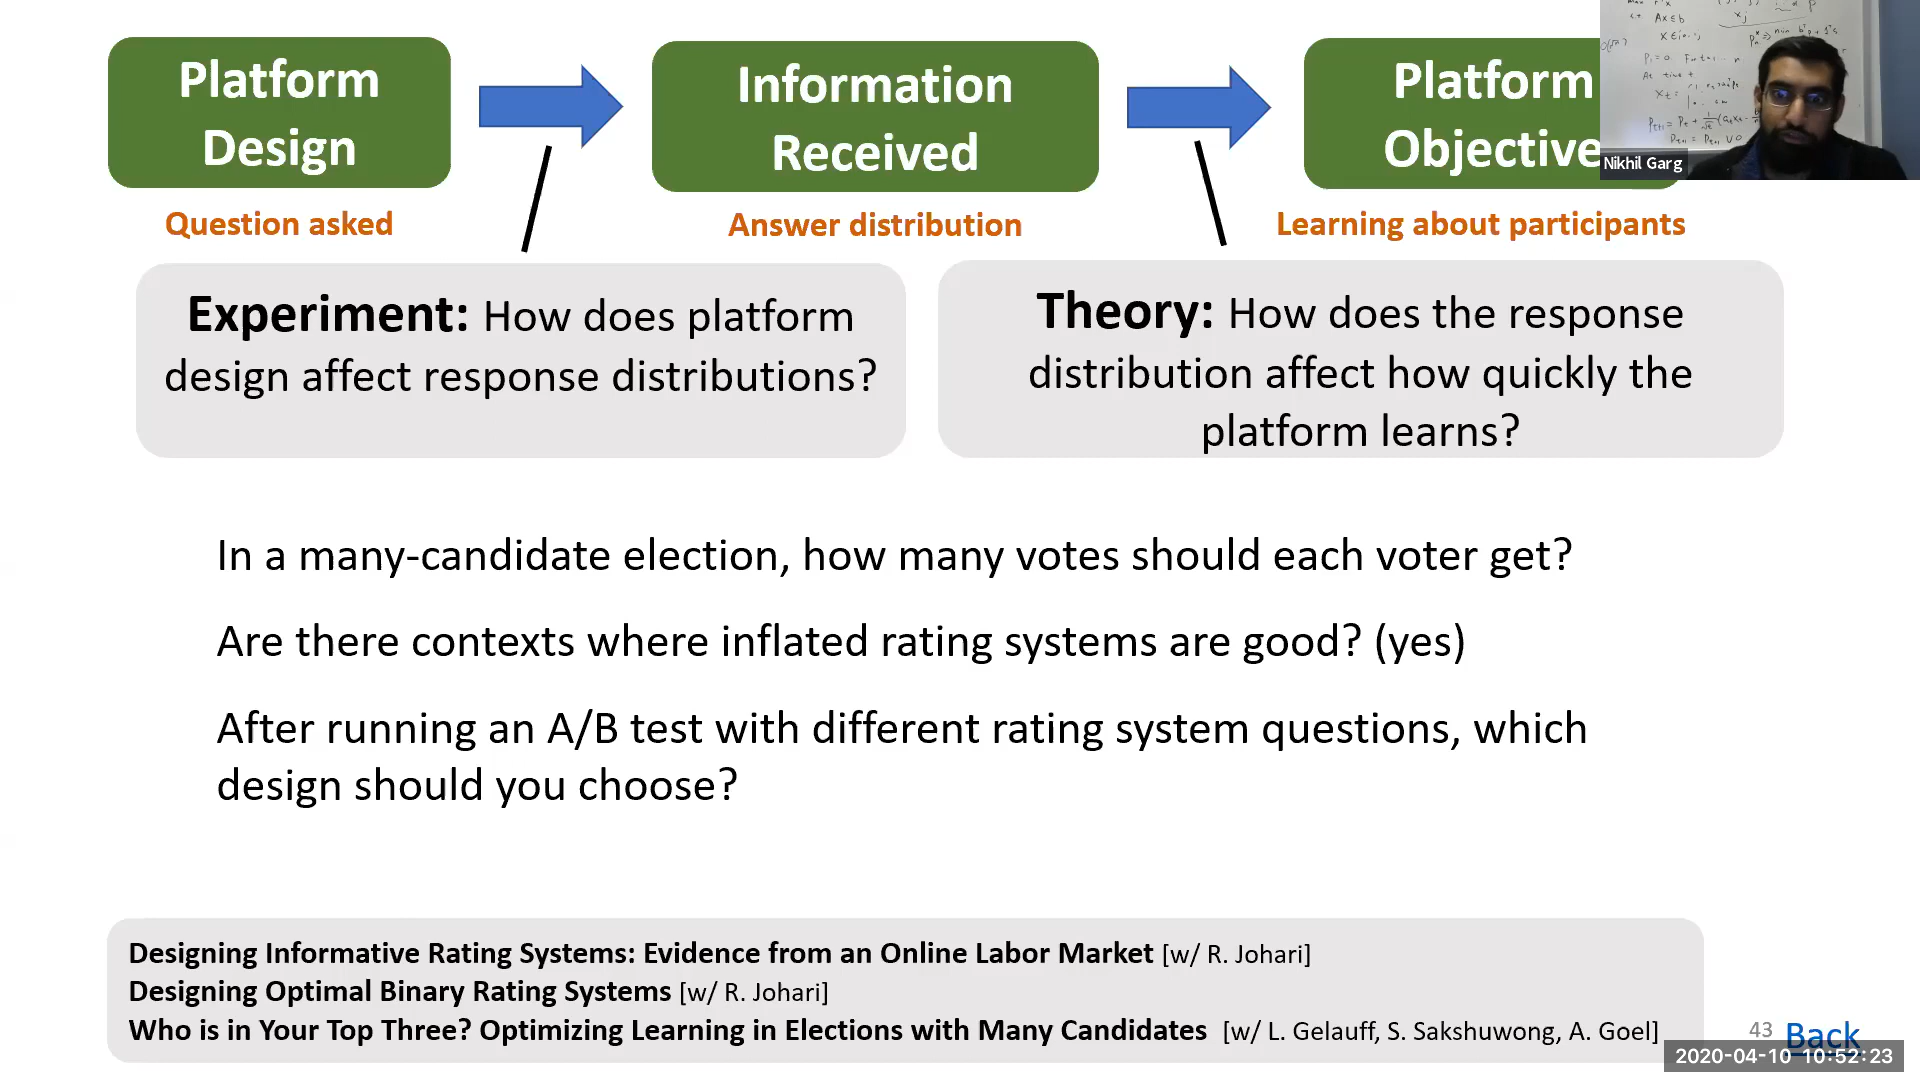 Platform
Design
Information
Received
Platform
Objective
Nikhil Garg
Question asked
Answer distribution
Learning about participants
Experiment: How does platform
design affect response distributions?
Theory: How does the response
distribution affect how quickly the
platform learns?
In a many-candidate election, how many votes should each voter get?
Are there contexts where inflated rating systems are good? (yes)
After running an A/B test with different rating system questions, which
design should you choose?
Designing Informative Rating Systems: Evidence from an Online Labor Market [w/ R. Johari]
Designing Optimal Binary Rating Systems [w/ R. Johari]
Who is in Your Top Three? Optimizing Learning in Elections with Many Candidates [w/ L. Gelauff, S. Sakshuwong, A. Goel]
43
Back
2020-04-10 10:52:23